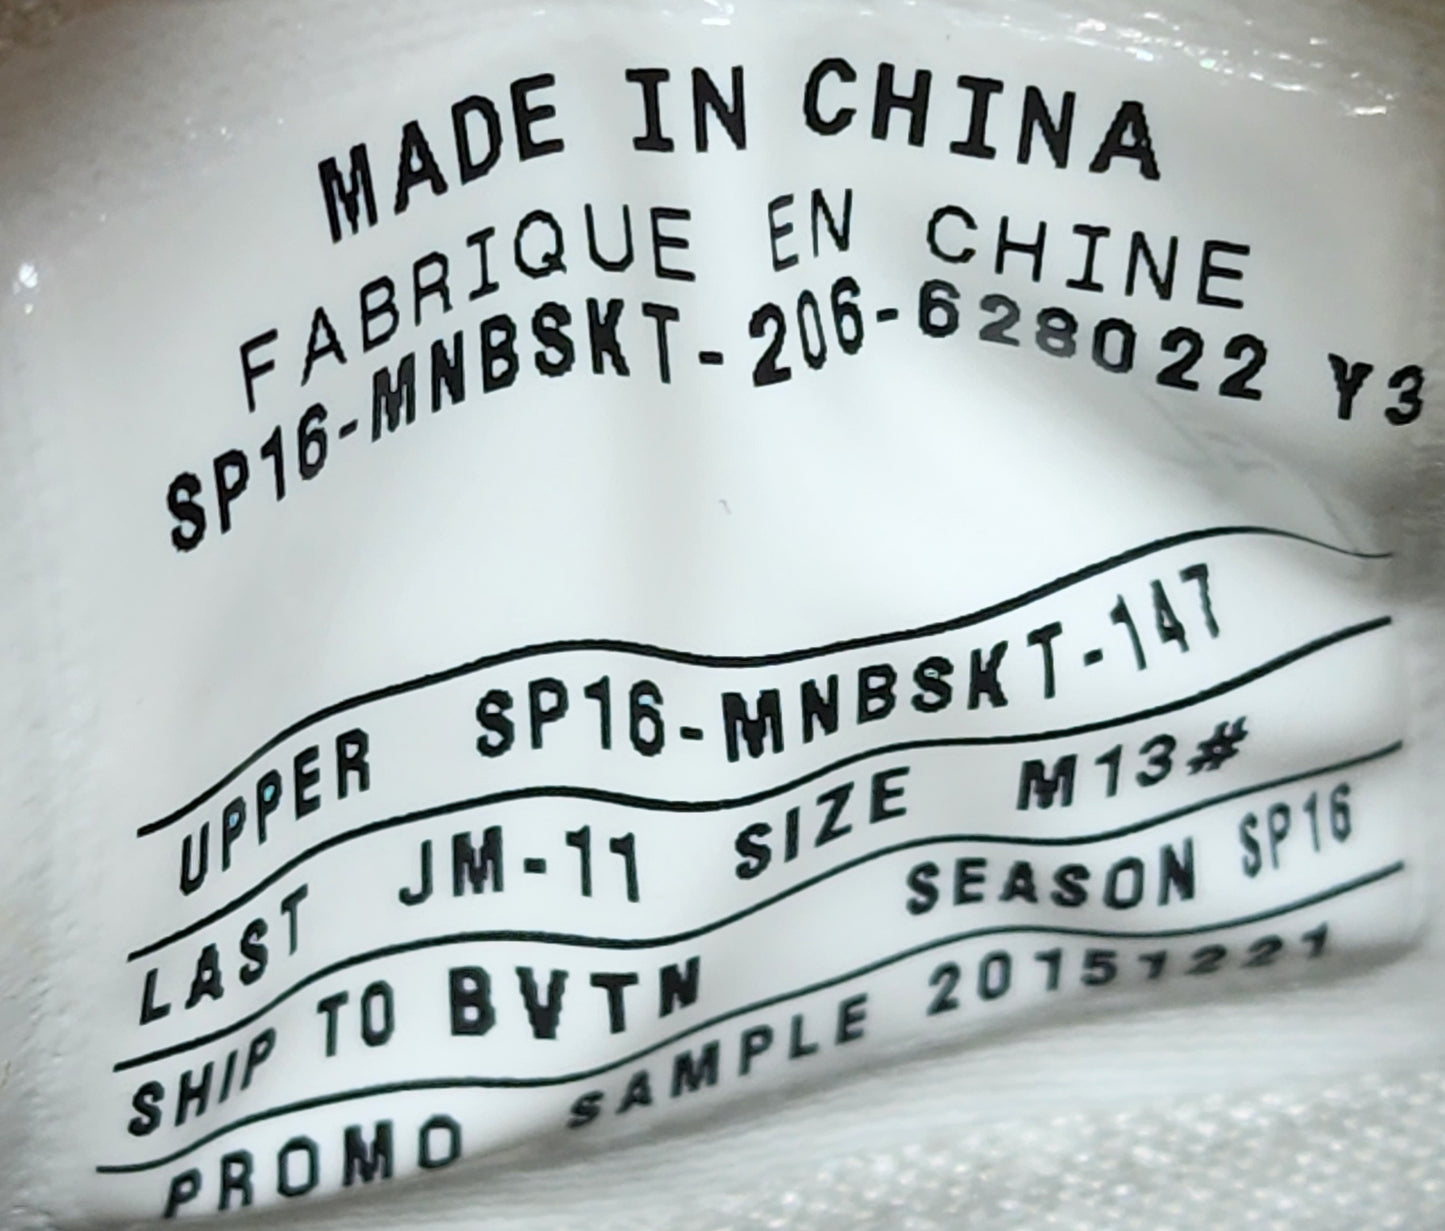 MADE IN CHINA
FABRIQUE EN CHINE
SP16-MNBSKT-206-628022 Y3
UPPER SP16-MNBSKT-147
LAST JM-11 SIZE M13#
SHIP TO BVTN SEASON SP16
PROMO SAMPLE 20151221